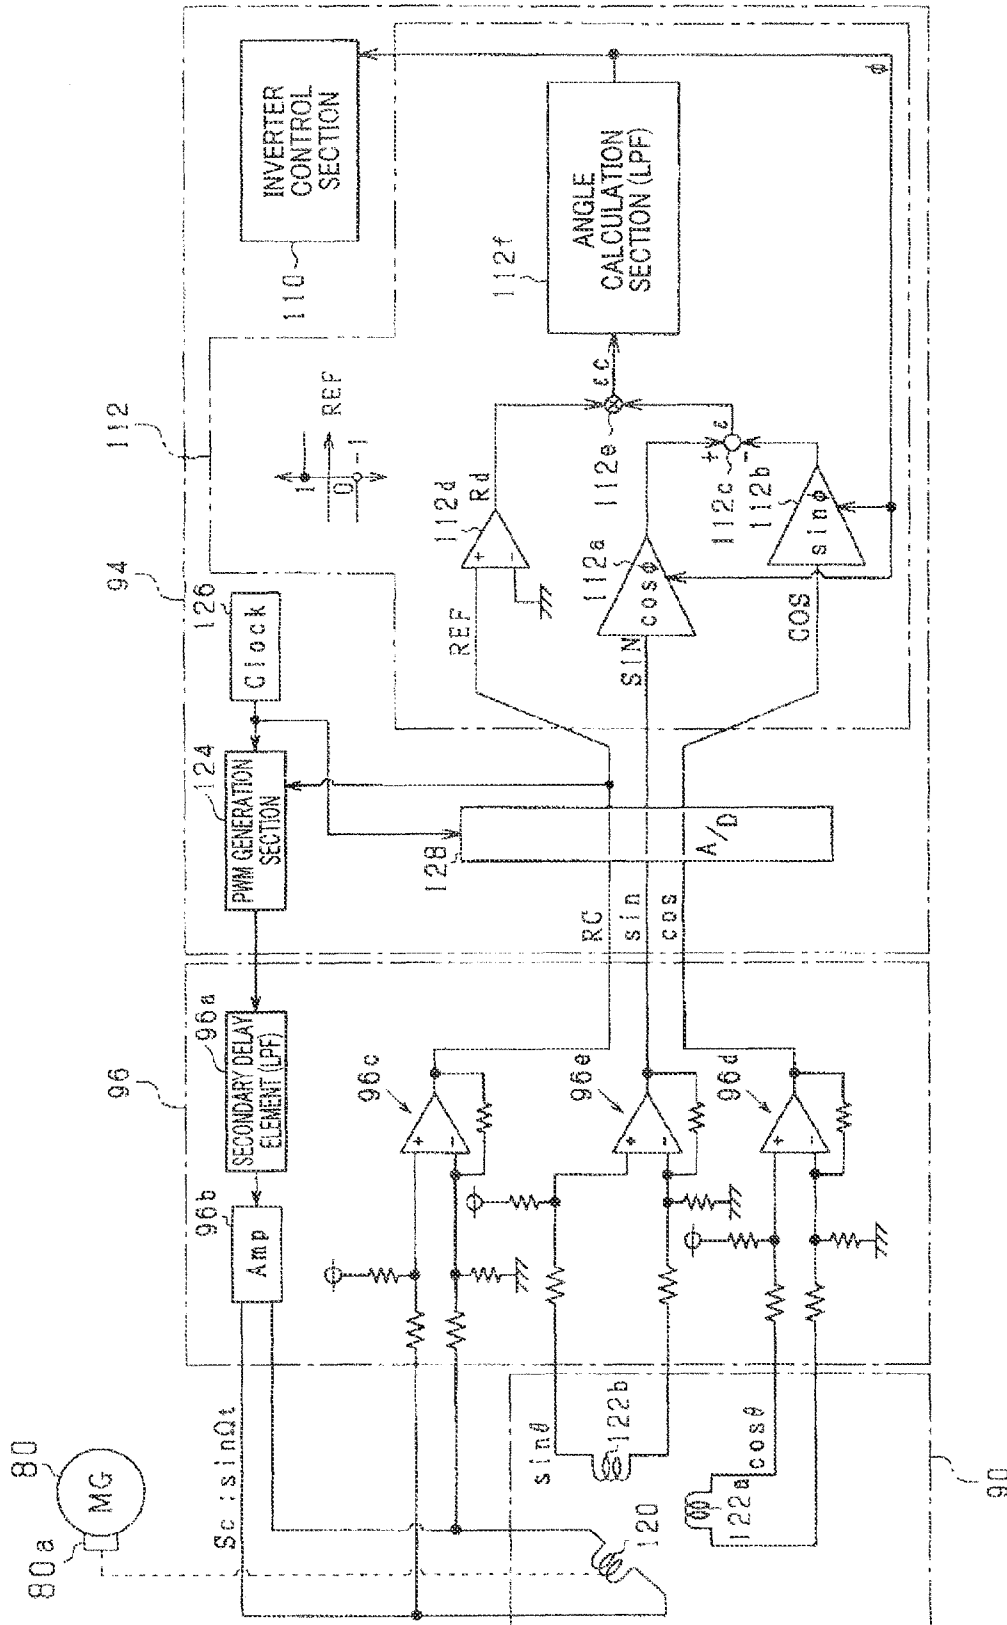 80
80a
MG
Sc:sinΩt
96
96b
Amp
96a
SECONDARY DELAY
ELEMENT (LPF)
94
124
PWM GENERATION
SECTION
126
Clock
112
1
0
-1
REF
110
INVERTER
CONTROL
SECTION
96c
+
-
RC
128
A/D
REF
112d
+
-
Rd
112e
εc
112f
ANGLE
CALCULATION
SECTION (LPF)
120
sinθ
122b
96e
+
-
sin
SIN
112a
cosφ
+
-
112c
ε
122a
cosθ
96d
+
-
cos
COS
112b
sinφ
φ
90